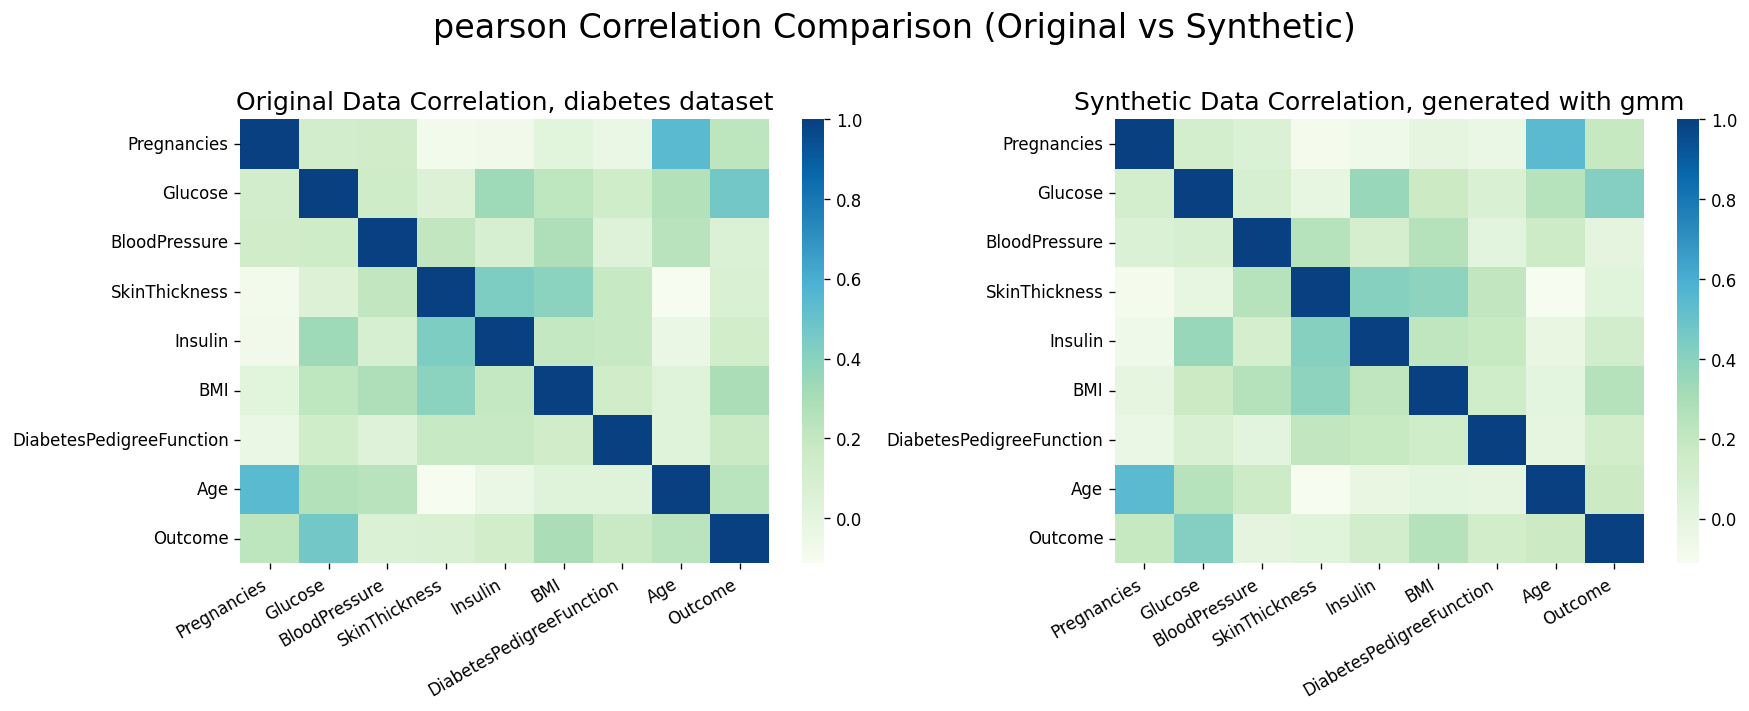 pearson Correlation Comparison (Original vs Synthetic)
Original Data Correlation, diabetes dataset
Pregnancies
Glucose
BloodPressure
SkinThickness
Insulin
BMI
DiabetesPedigreeFunction
Age
Outcome
Pregnancies
Glucose
BloodPressure
SkinThickness
Insulin
BMI
DiabetesPedigreeFunction
Age
Outcome
1.0
0.8
0.6
0.4
0.2
0.0
Synthetic Data Correlation, generated with gmm
Pregnancies
Glucose
BloodPressure
SkinThickness
Insulin
BMI
DiabetesPedigreeFunction
Age
Outcome
Pregnancies
Glucose
BloodPressure
SkinThickness
Insulin
BMI
DiabetesPedigreeFunction
Age
Outcome
1.0
0.8
0.6
0.4
0.2
0.0